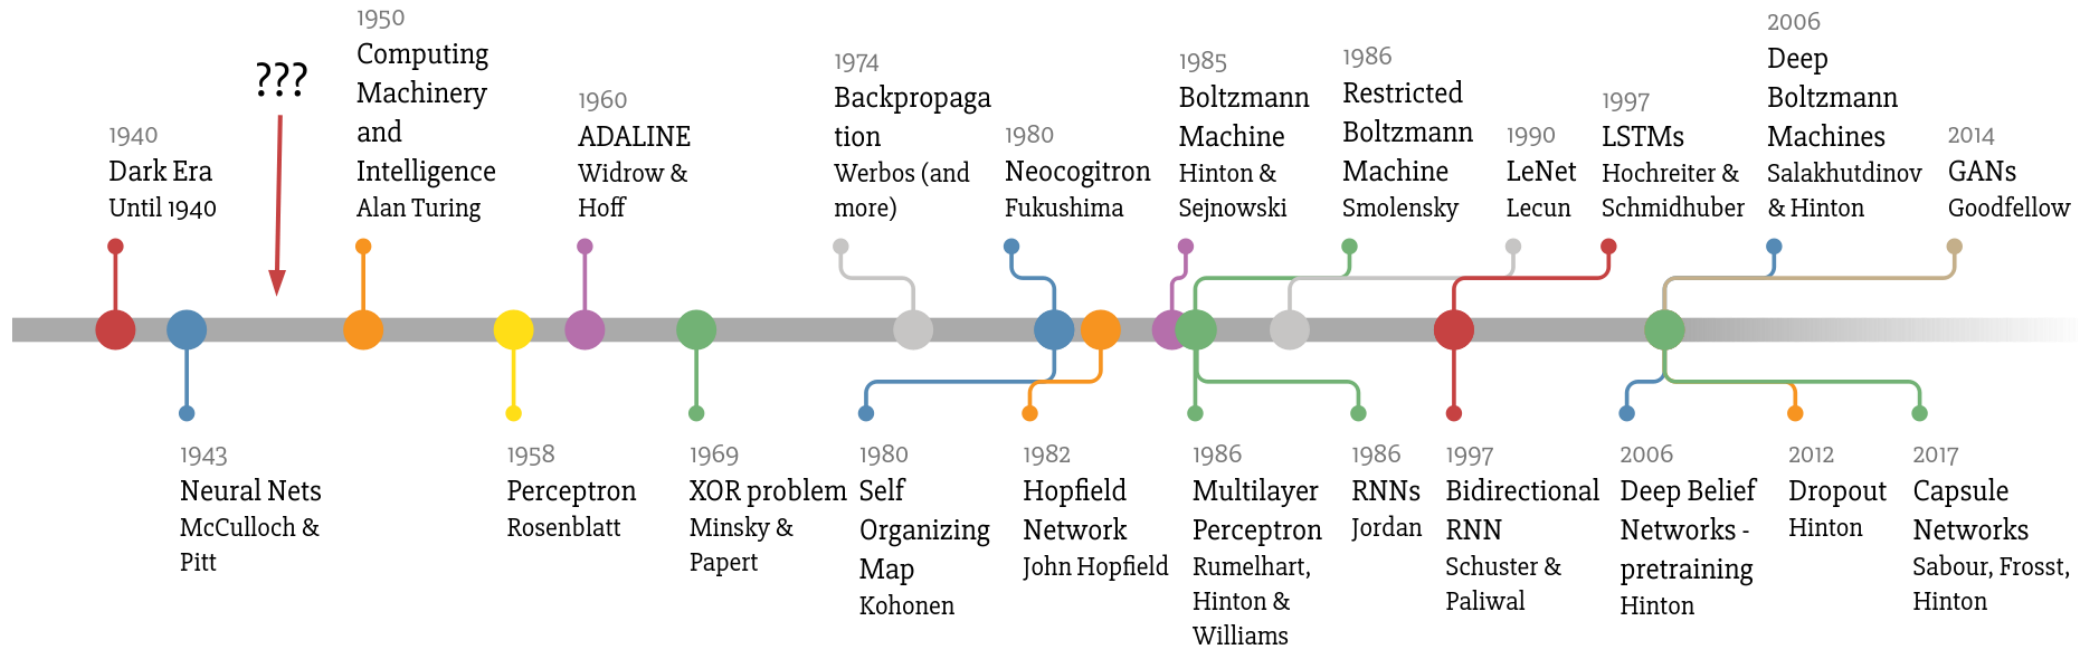 1940
Dark Era
Until 1940
???
1950
Computing
Machinery
and
Intelligence
Alan Turing
1960
ADALINE
Widrow &
Hoff
1974
Backpropaga
tion
Werbos (and
more)
1980
Neocogitron
Fukushima
1985
Boltzmann
Machine
Hinton &
Sejnowski
1986
Restricted
Boltzmann
Machine
Smolensky
1990
LeNet
Lecun
1997
LSTMs
Hochreiter &
Schmidhuber
2006
Deep
Boltzmann
Machines
Salakhutdinov
& Hinton
2014
GANs
Goodfellow
1943
Neural Nets
McCulloch &
Pitt
1958
Perceptron
Rosenblatt
1969
XOR problem
Minsky &
Papert
1980
Self
Organizing
Map
Kohonen
1982
Hopfield
Network
John Hopfield
1986
Multilayer
Perceptron
Rumelhart,
Hinton &
Williams
1986
RNNs
Jordan
1997
Bidirectional
RNN
Schuster &
Paliwal
2006
Deep Belief
Networks -
pretraining
Hinton
2012
Dropout
Hinton
2017
Capsule
Networks
Sabour, Frosst,
Hinton